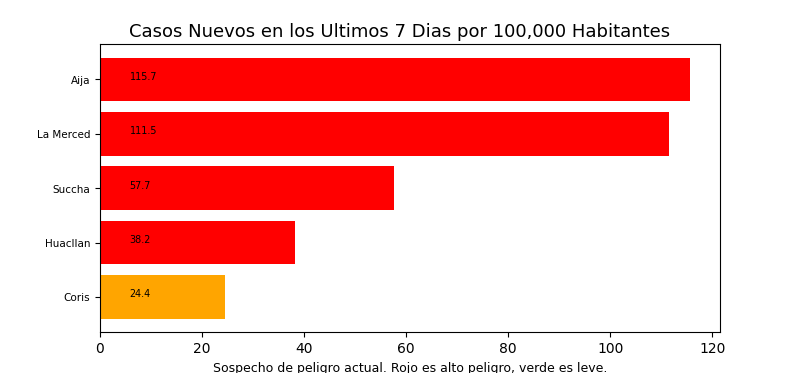 Casos Nuevos en los Ultimos 7 Dias por 100,000 Habitantes
Aija 115.7
La Merced 111.5
Succha 57.7
Huacllan 38.2
Coris 24.4
0 20 40 60 80 100 120
Sospecho de peligro actual. Rojo es alto peligro, verde es leve.